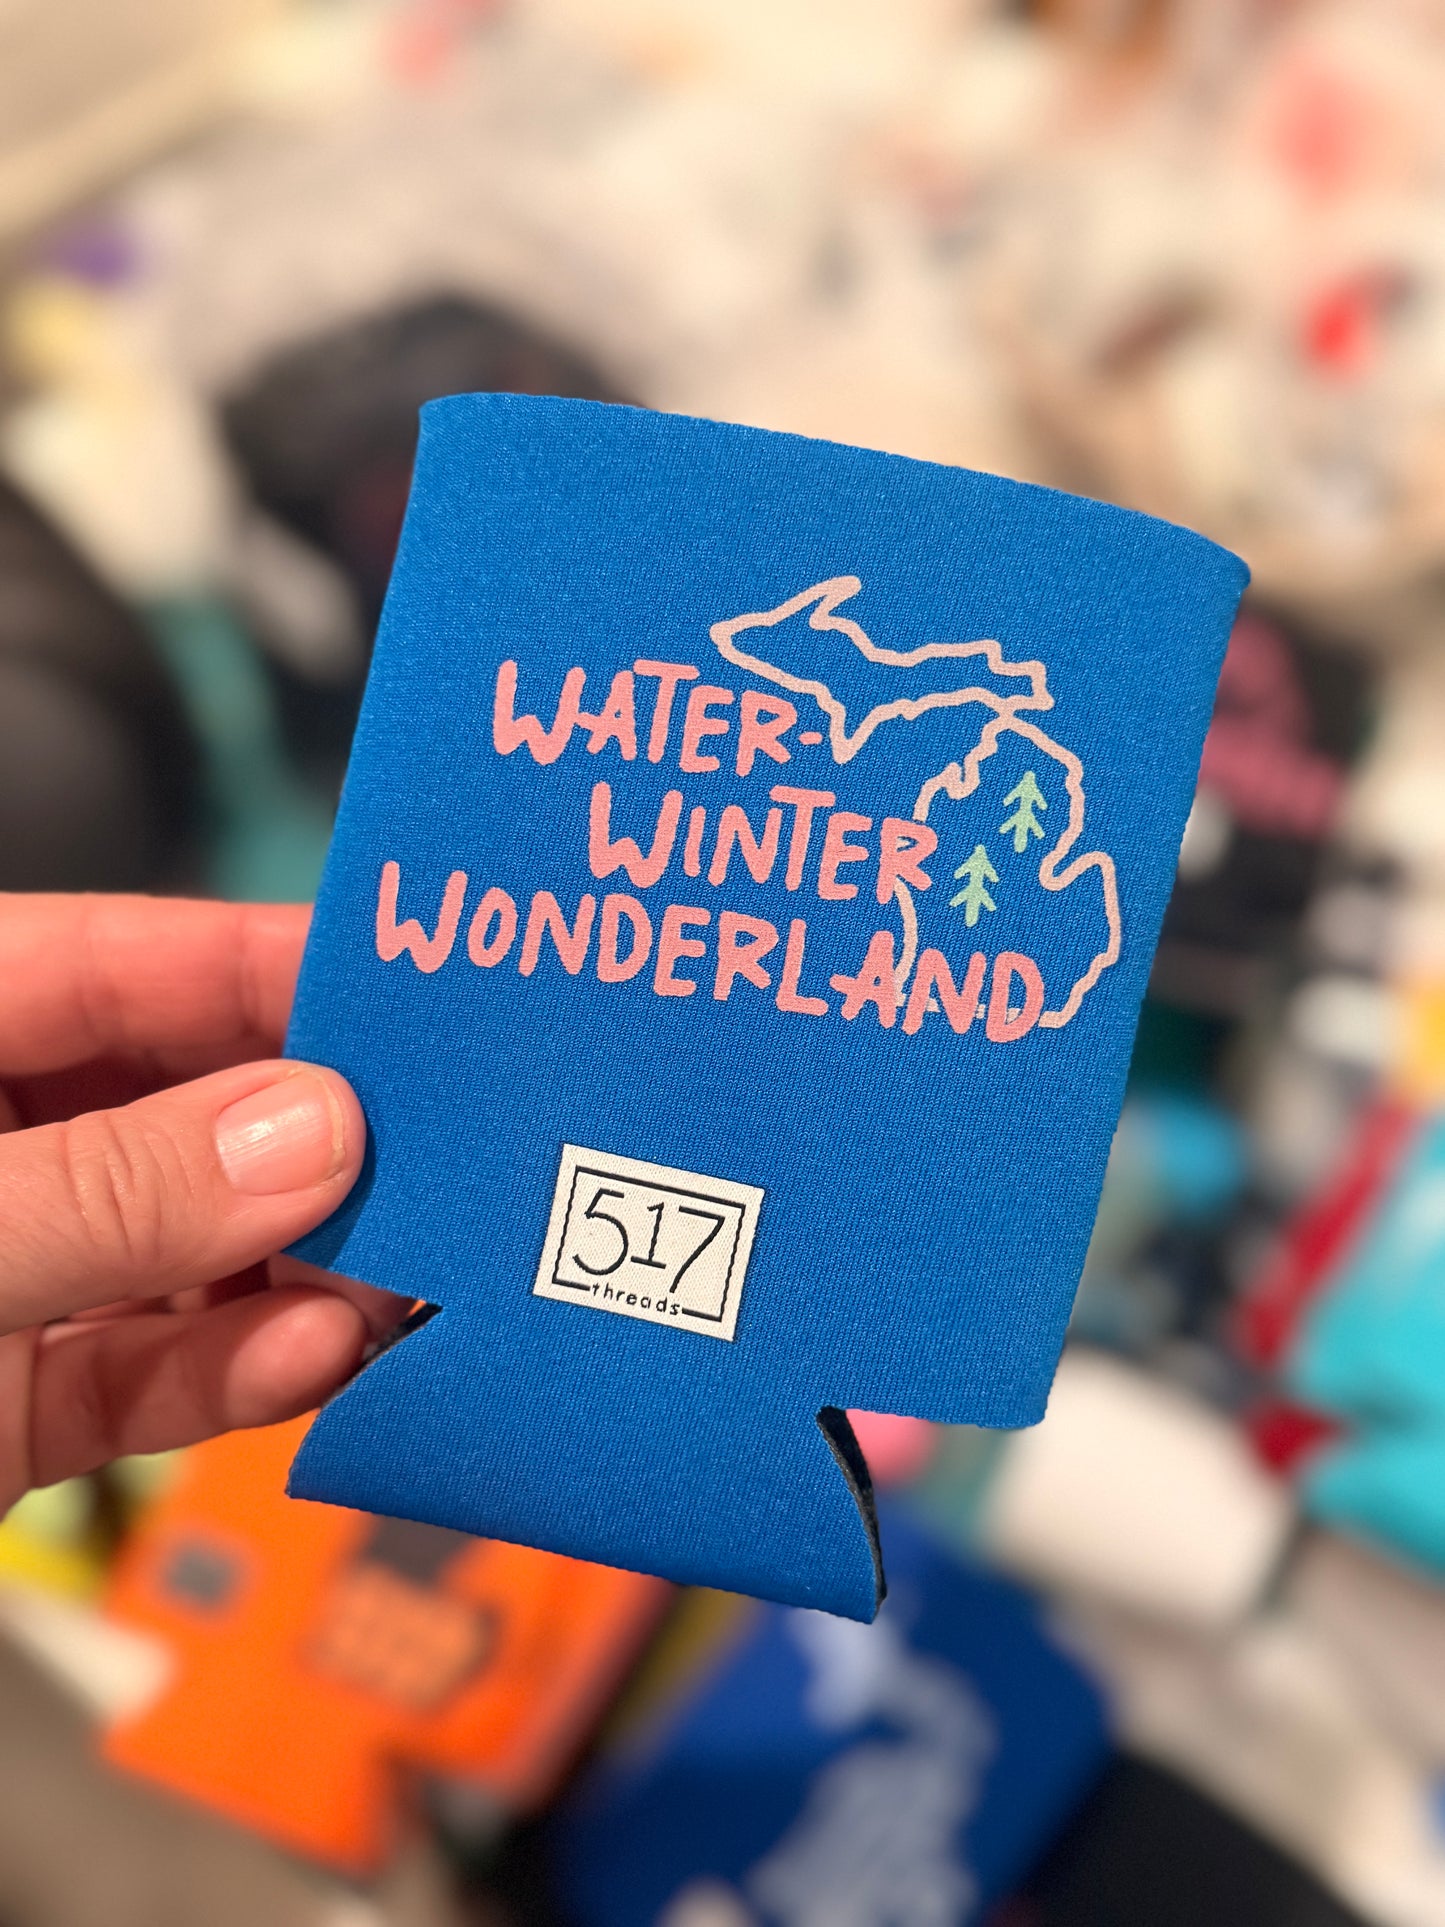 WATER-
WINTER
WONDERLAND
517
threads